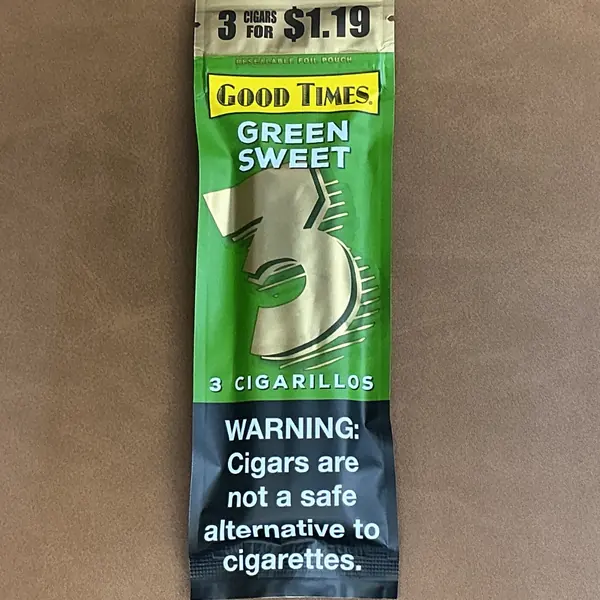 3 CIGARS FOR $1.19
RESEALABLE FOIL POUCH
GOOD TIMES®
GREEN
SWEET
3
3 CIGARILLOS
WARNING:
Cigars are
not a safe
alternative to
cigarettes.